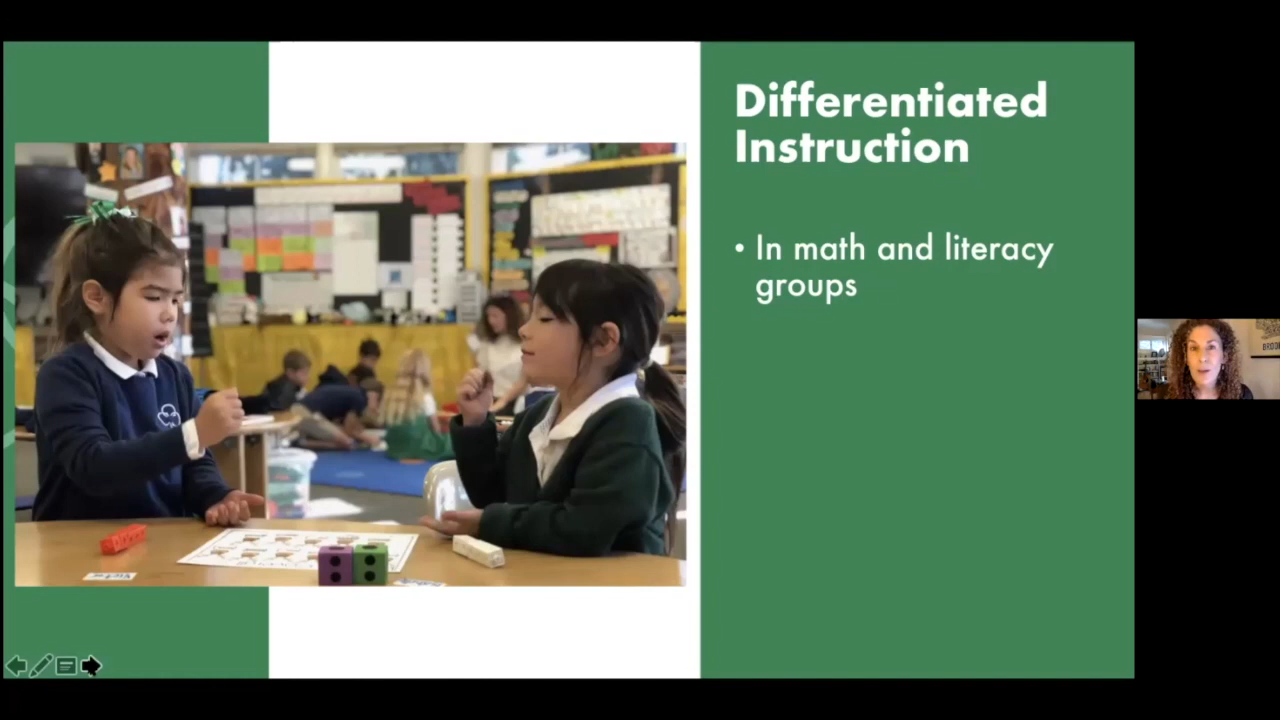 Differentiated
Instruction
• In math and literacy
groups